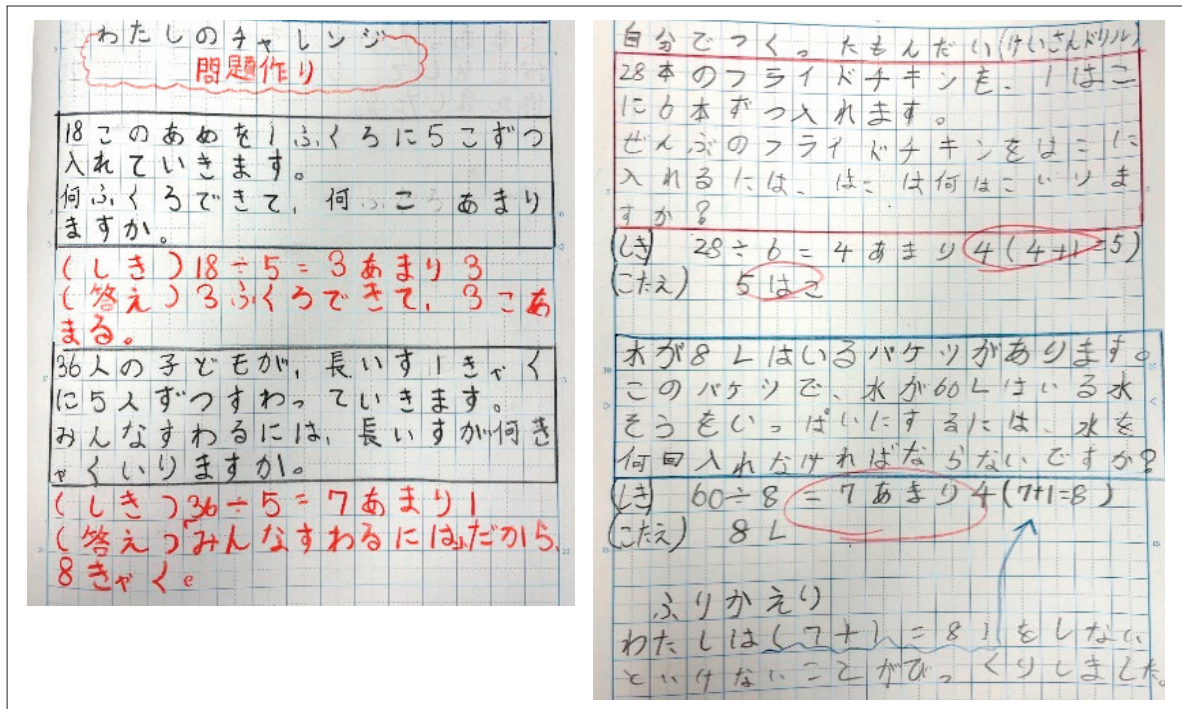 わたしのチャレンジ
問題作り
18このあめを1ふくろに5こずつ
入れていきます。
何ふくろできて、何こあまり
ますか。
(しき)18÷5=3あまり3
(答え)3ふくろできて、3こあ
まる。
36人の子どもが、長いす1きゃく
に5人ずつすわっていきます。
みんなすわるには、長いすが何き
ゃくいりますか。
(しき)36÷5=7あまり1
(答え)「みんなすわるには」だから、
8きゃく。
自分でつくったもんだい(けいさんドリル)
28本のフライドチキンを、1はこ
に6本ずつ入れます。
ぜんぶのフライドチキンをはこに
入れるには、はこは何はこいりま
すか?
(しき) 28÷6=4あまり4(4+1=5)
(こたえ) 5はこ
水が8Lはいるバケツがあります。
このバケツで、水が60Lはいる水
そうをいっぱいにするには、水を
何回入れなければならないですか?
(しき) 60÷8=7あまり4(7+1=8)
(こたえ) 8L
ふりかえり
わたしは(7+1=8)をしない
といけないことがびっくりしました。